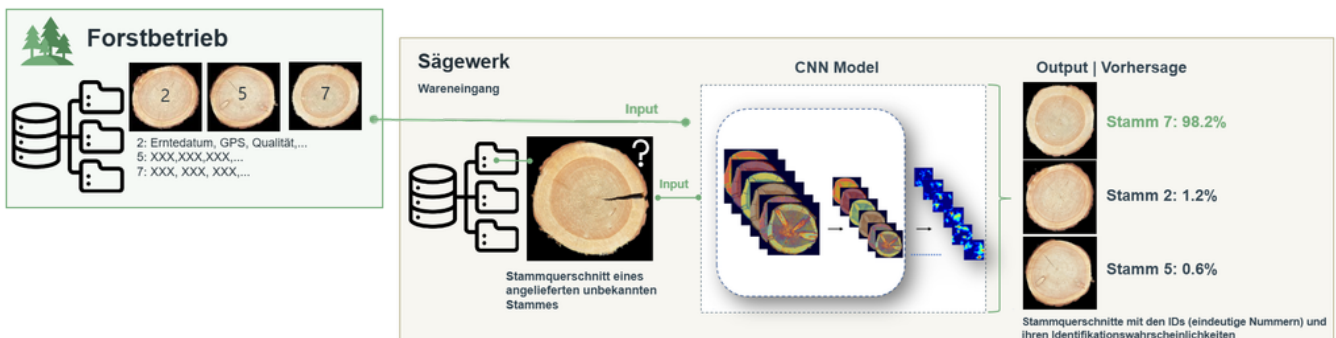 Forstbetrieb
2
5
7
2: Erntedatum, GPS, Qualität,...
5: XXX,XXX,XXX,...
7: XXX, XXX, XXX,...
Sägewerk
Wareneingang
Input
?
Input
Stammquerschnitt eines
angelieferten unbekannten
Stammes
CNN Model
Output | Vorhersage
Stamm 7: 98.2%
Stamm 2: 1.2%
Stamm 5: 0.6%
Stammquerschnitte mit den IDs (eindeutige Nummern) und
ihren Identifikationswahrscheinlichkeiten